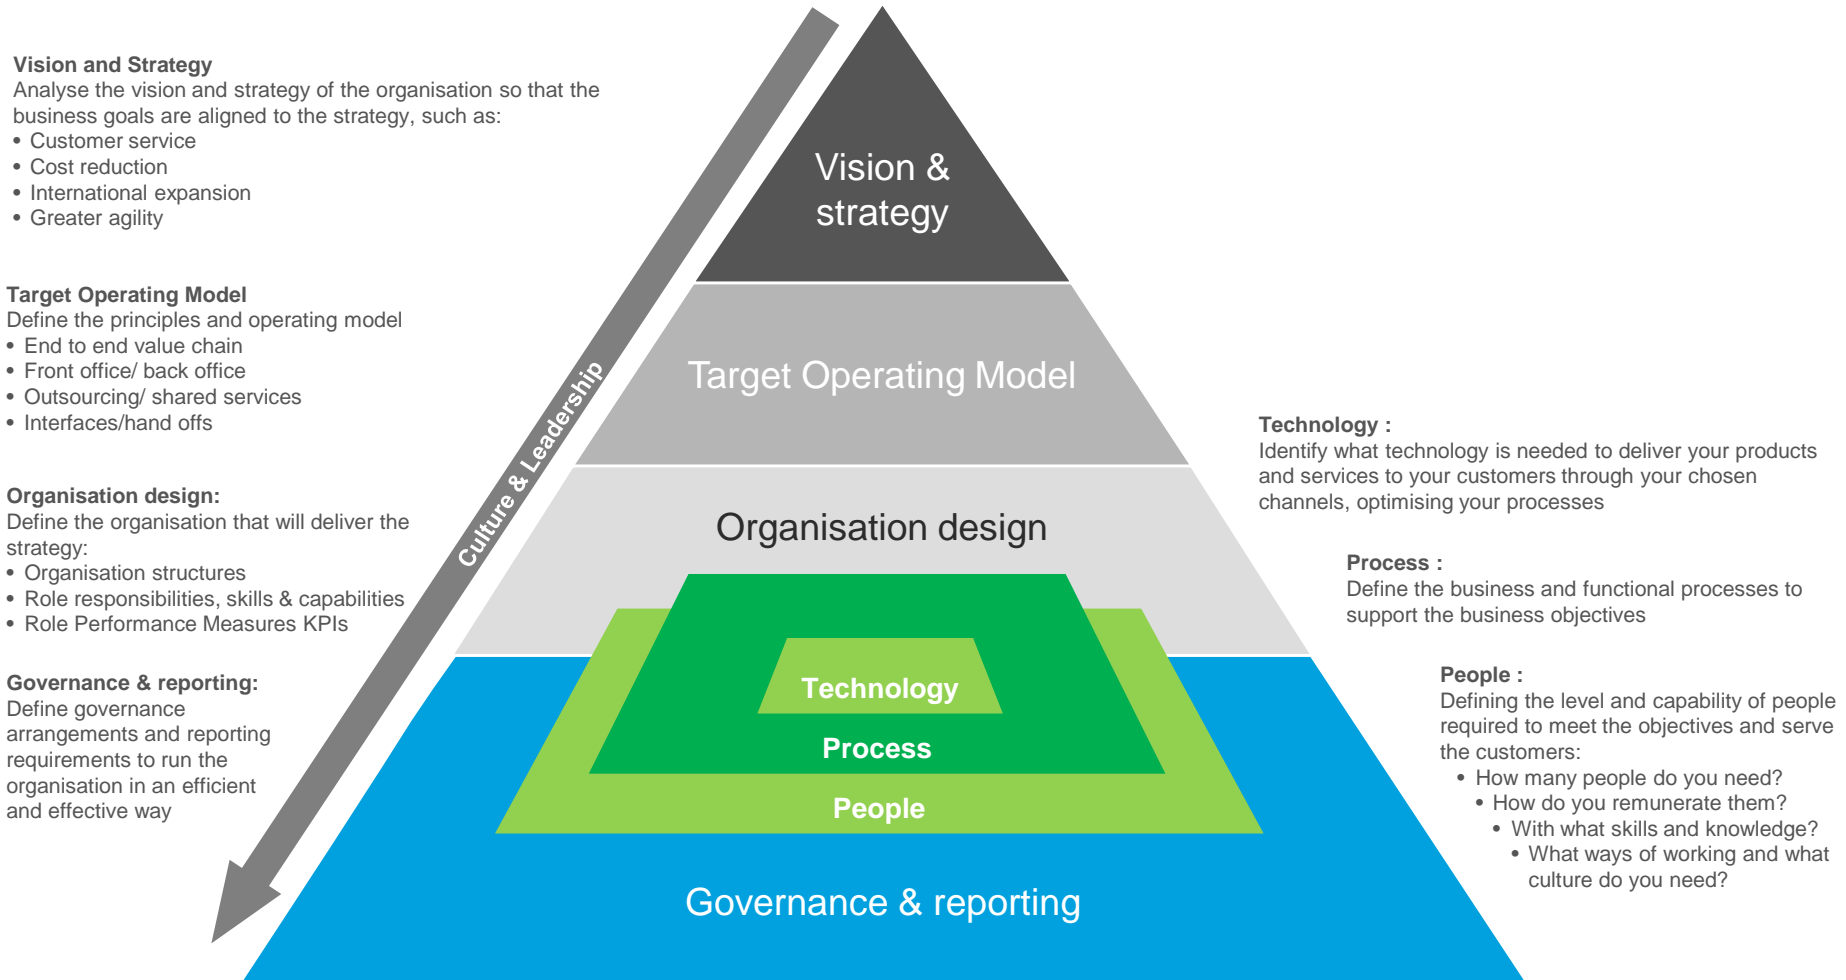 Vision and Strategy
Analyse the vision and strategy of the organisation so that the
business goals are aligned to the strategy, such as:
• Customer service
• Cost reduction
• International expansion
• Greater agility
Target Operating Model
Define the principles and operating model
• End to end value chain
• Front office/ back office
• Outsourcing/ shared services
• Interfaces/hand offs
Organisation design:
Define the organisation that will deliver the
strategy:
• Organisation structures
• Role responsibilities, skills & capabilities
• Role Performance Measures KPIs
Governance & reporting:
Define governance
arrangements and reporting
requirements to run the
organisation in an efficient
and effective way
Culture & Leadership
Vision &
strategy
Target Operating Model
Organisation design
Technology
Process
People
Governance & reporting
Technology :
Identify what technology is needed to deliver your products
and services to your customers through your chosen
channels, optimising your processes
Process :
Define the business and functional processes to
support the business objectives
People :
Defining the level and capability of people
required to meet the objectives and serve
the customers:
• How many people do you need?
• How do you remunerate them?
• With what skills and knowledge?
• What ways of working and what
culture do you need?